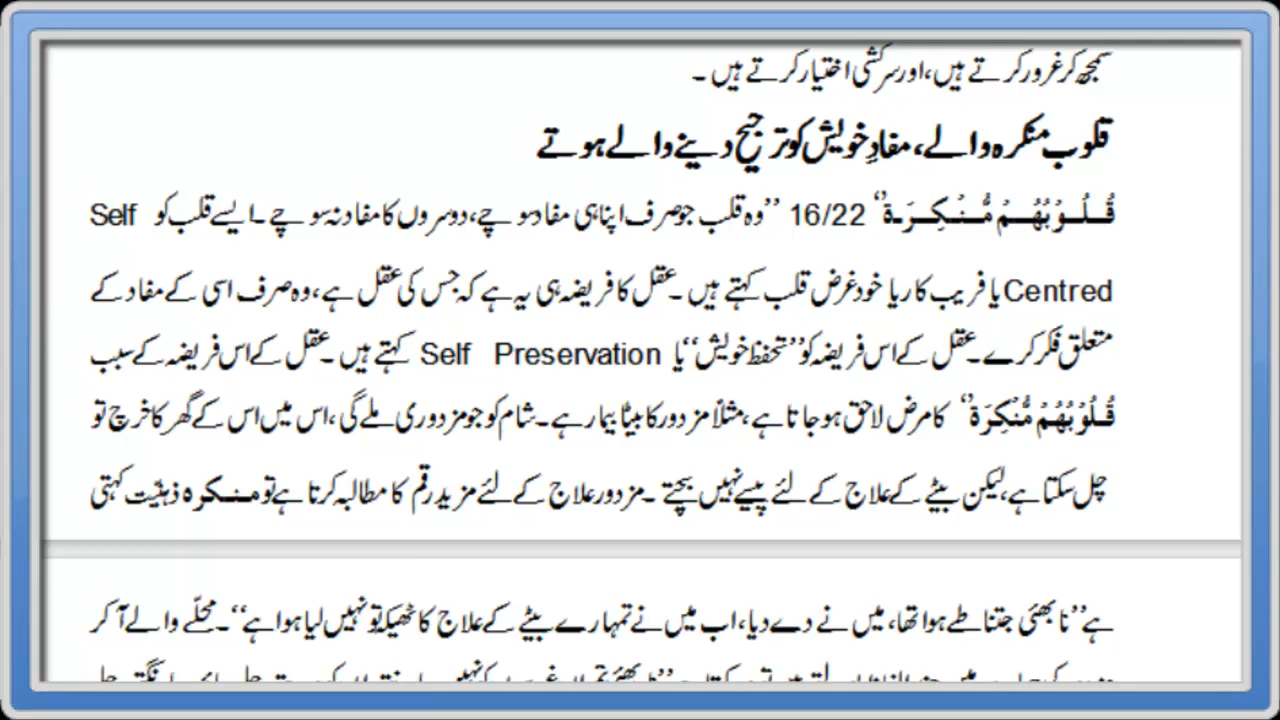 سمجھ کر غرور کرتے ہیں، اور سرکشی اختیار کرتے ہیں ۔
قلوب منکرہ والے، مفادِ خویش کو ترجیح دینے والے ہوتے
قُلُوْبُهُمْ مُّنْكِرَةٌ‘‘ 16/22 ’’وہ قلب جو صرف اپنا ہی مفاد سوچے، دوسروں کا مفاد نہ سوچے ۔ایسے قلب کو Self
Centred یا فریب کار یا خود غرض قلب کہتے ہیں ۔عقل کا فریضہ ہی یہ ہے کہ جس کی عقل ہے، وہ صرف اسی کے مفاد کے
متعلق فکر کرے ۔عقل کے اس فریضہ کو ’’تحفظ خویش‘‘ یا Self Preservation کہتے ہیں ۔عقل کے اس فریضہ کے سبب
قُلُوْبُهُمْ مُّنْكِرَةٌ‘‘ کا مرض لاحق ہو جاتا ہے، مثلاً مزدور کا بیٹا بیمار ہے ۔شام کو جو مزدوری ملے گی، اس میں اس کے گھر کا خرچ تو
چل سکتا ہے، لیکن بیٹے کے علاج کے لئے پیسے نہیں بچتے ۔مزدور علاج کے لئے مزید رقم کا مطالبہ کرتا ہے تو منکرہ ذہنیّت کہتی
ہے ’’نا بھئی جتنا طے ہوا تھا، میں نے دے دیا، اب میں نے تمہارے بیٹے کے علاج کا ٹھیکہ تو نہیں لیا ہوا ہے‘‘ ۔محلّے والے آ کر